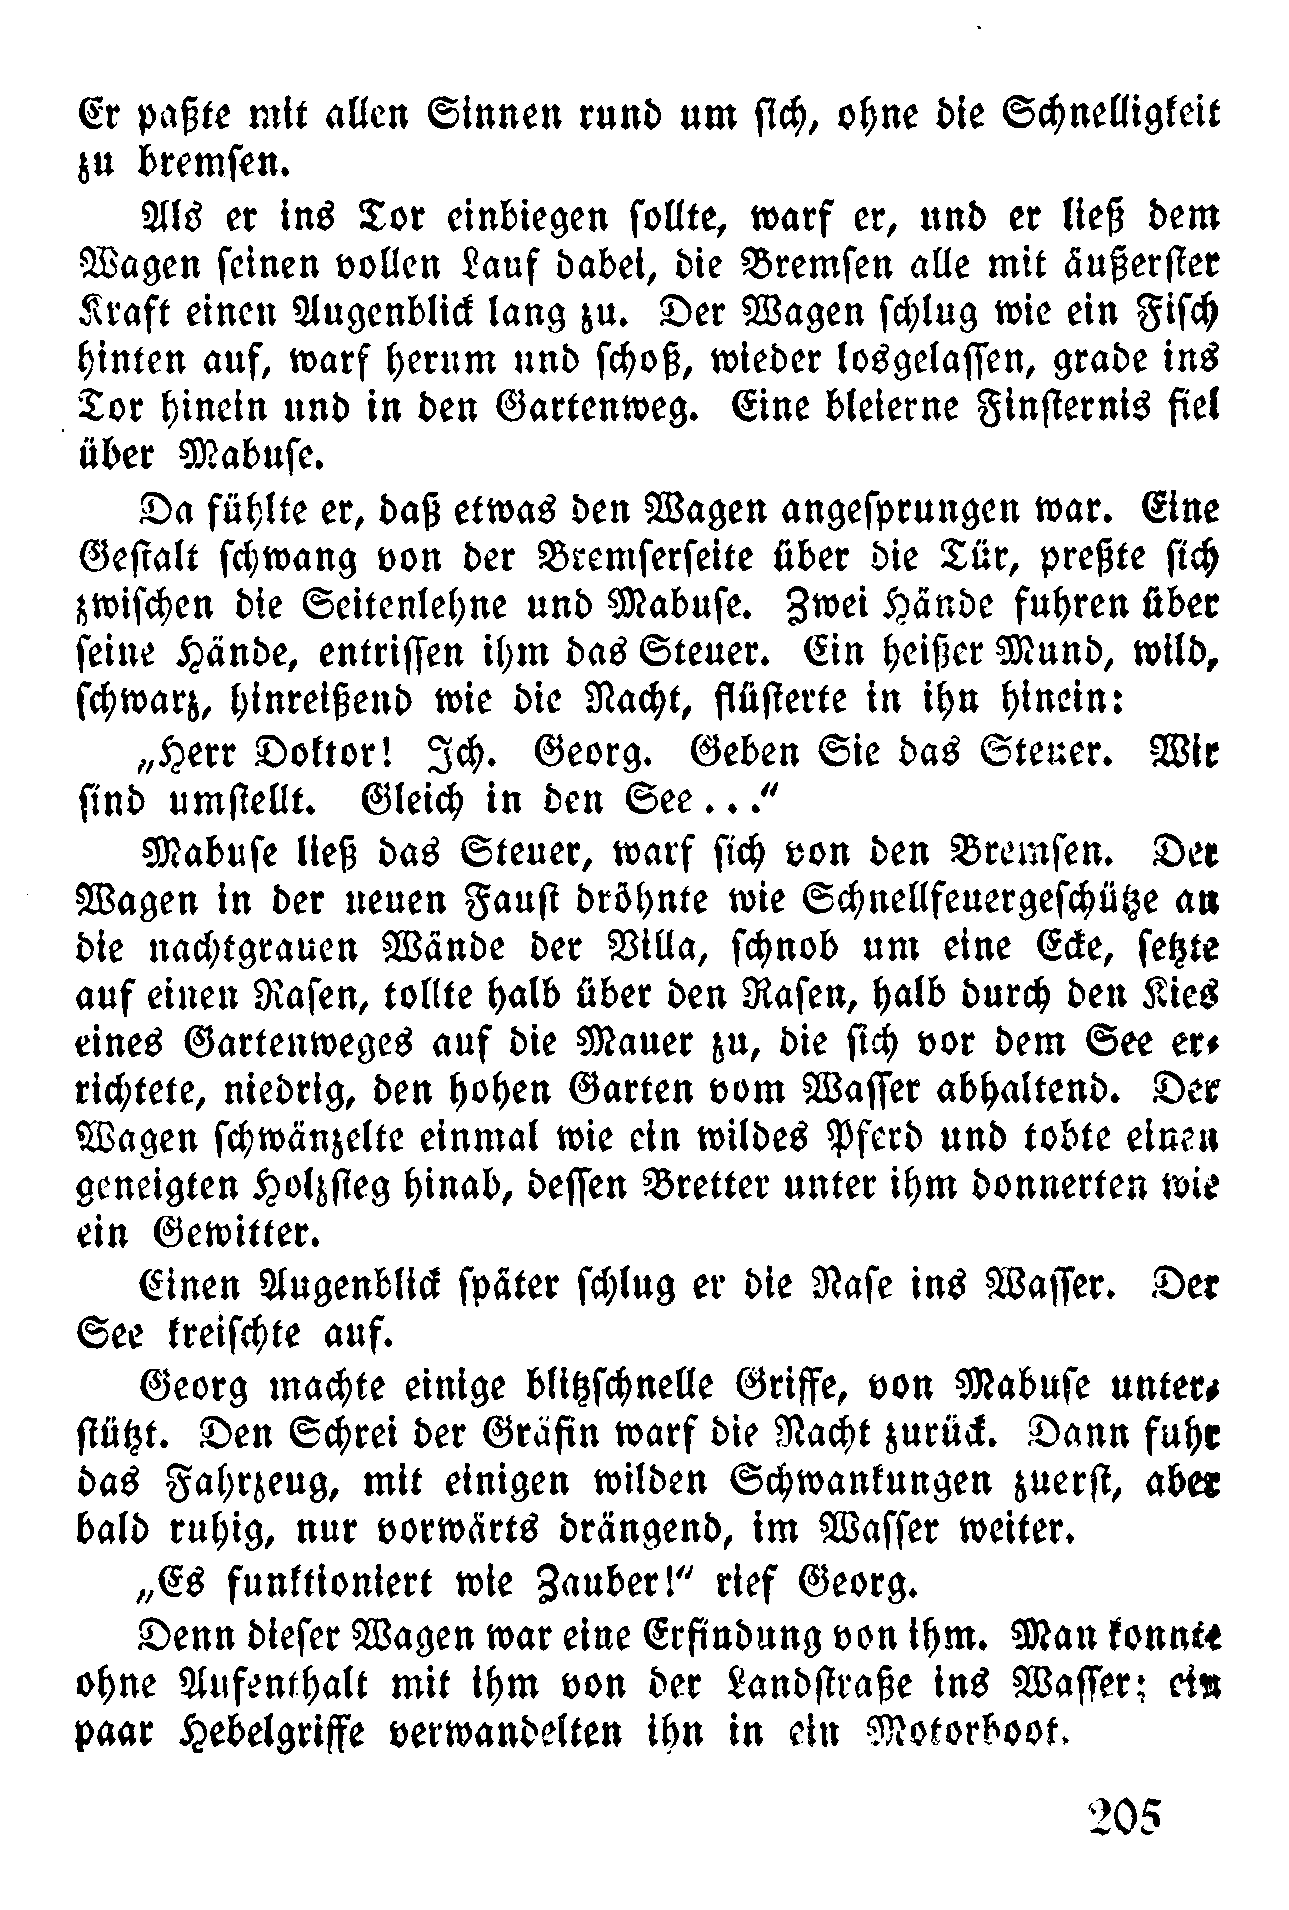 Er paßte mit allen Sinnen rund um sich, ohne die Schnelligkeit
zu bremsen.
Als er ins Tor einbiegen sollte, warf er, und er ließ dem
Wagen seinen vollen Lauf dabei, die Bremsen alle mit äußerster
Kraft einen Augenblick lang zu. Der Wagen schlug wie ein Fisch
hinten auf, warf herum und schoß, wieder losgelassen, grade ins
Tor hinein und in den Gartenweg. Eine bleierne Finsternis fiel
über Mabuse.
Da fühlte er, daß etwas den Wagen angesprungen war. Eine
Gestalt schwang von der Bremserseite über die Tür, preßte sich
zwischen die Seitenlehne und Mabuse. Zwei Hände fuhren über
seine Hände, entrissen ihm das Steuer. Ein heißer Mund, wild,
schwarz, hinreißend wie die Nacht, flüsterte in ihn hinein:
„Herr Doktor! Ich. Georg. Geben Sie das Steuer. Wir
sind umstellt. Gleich in den See . . .“
Mabuse ließ das Steuer, warf sich von den Bremsen. Der
Wagen in der neuen Faust dröhnte wie Schnellfeuergeschütze an
die nachtgrauen Wände der Villa, schnob um eine Ecke, setzte
auf einen Rasen, tollte halb über den Rasen, halb durch den Kies
eines Gartenweges auf die Mauer zu, die sich vor dem See er-
richtete, niedrig, den hohen Garten vom Wasser abhaltend. Der
Wagen schwänzelte einmal wie ein wildes Pferd und tobte einen
geneigten Holzsteg hinab, dessen Bretter unter ihm donnerten wie
ein Gewitter.
Einen Augenblick später schlug er die Nase ins Wasser. Der
See kreischte auf.
Georg machte einige blitzschnelle Griffe, von Mabuse unter-
stützt. Den Schrei der Gräfin warf die Nacht zurück. Dann fuhr
das Fahrzeug, mit einigen wilden Schwankungen zuerst, aber
bald ruhig, nur vorwärts drängend, im Wasser weiter.
„Es funktioniert wie Zauber!“ rief Georg.
Denn dieser Wagen war eine Erfindung von ihm. Man konnte
ohne Aufenthalt mit ihm von der Landstraße ins Wasser; ein
paar Hebelgriffe verwandelten ihn in ein Motorboot.
205